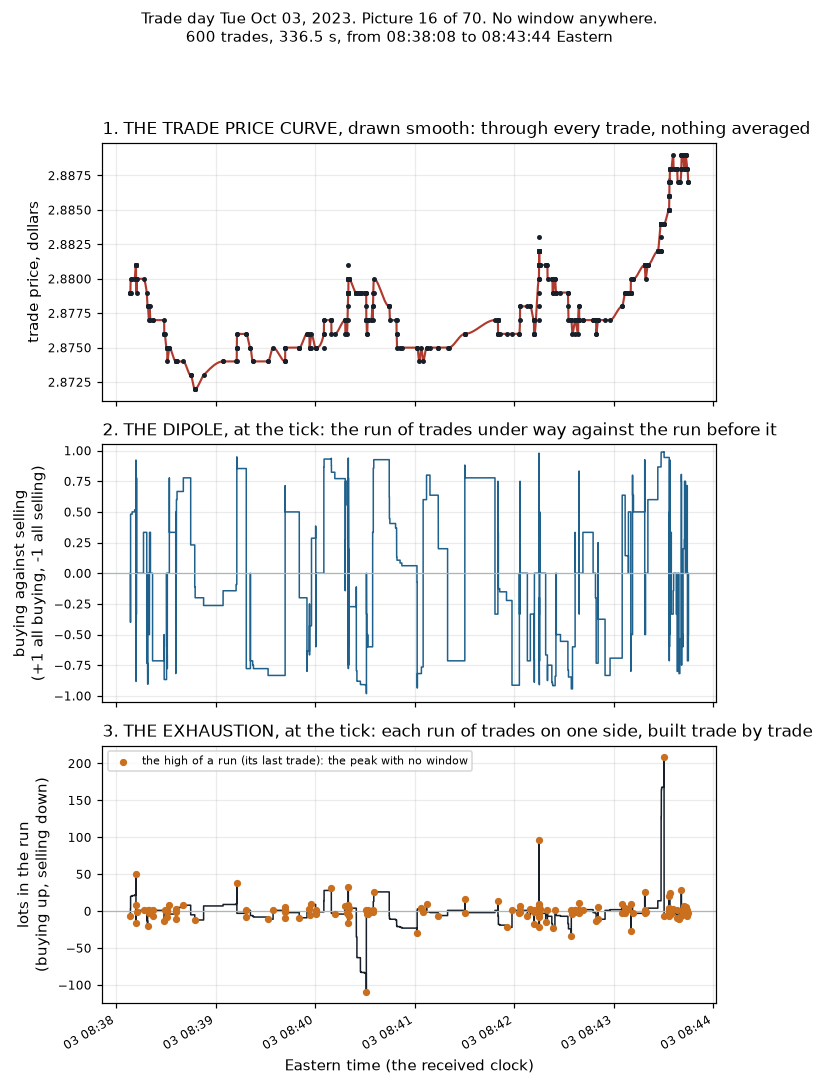 Trade day Tue Oct 03, 2023. Picture 16 of 70. No window anywhere.
600 trades, 336.5 s, from 08:38:08 to 08:43:44 Eastern
1. THE TRADE PRICE CURVE, drawn smooth: through every trade, nothing averaged
trade price, dollars
2.8875
2.8850
2.8825
2.8800
2.8775
2.8750
2.8725
2. THE DIPOLE, at the tick: the run of trades under way against the run before it
buying against selling
(+1 all buying, -1 all selling)
1.00
0.75
0.50
0.25
0.00
−0.25
−0.50
−0.75
−1.00
3. THE EXHAUSTION, at the tick: each run of trades on one side, built trade by trade
the high of a run (its last trade): the peak with no window
lots in the run
(buying up, selling down)
200
150
100
50
0
−50
−100
03 08:38
03 08:39
03 08:40
03 08:41
03 08:42
03 08:43
03 08:44
Eastern time (the received clock)